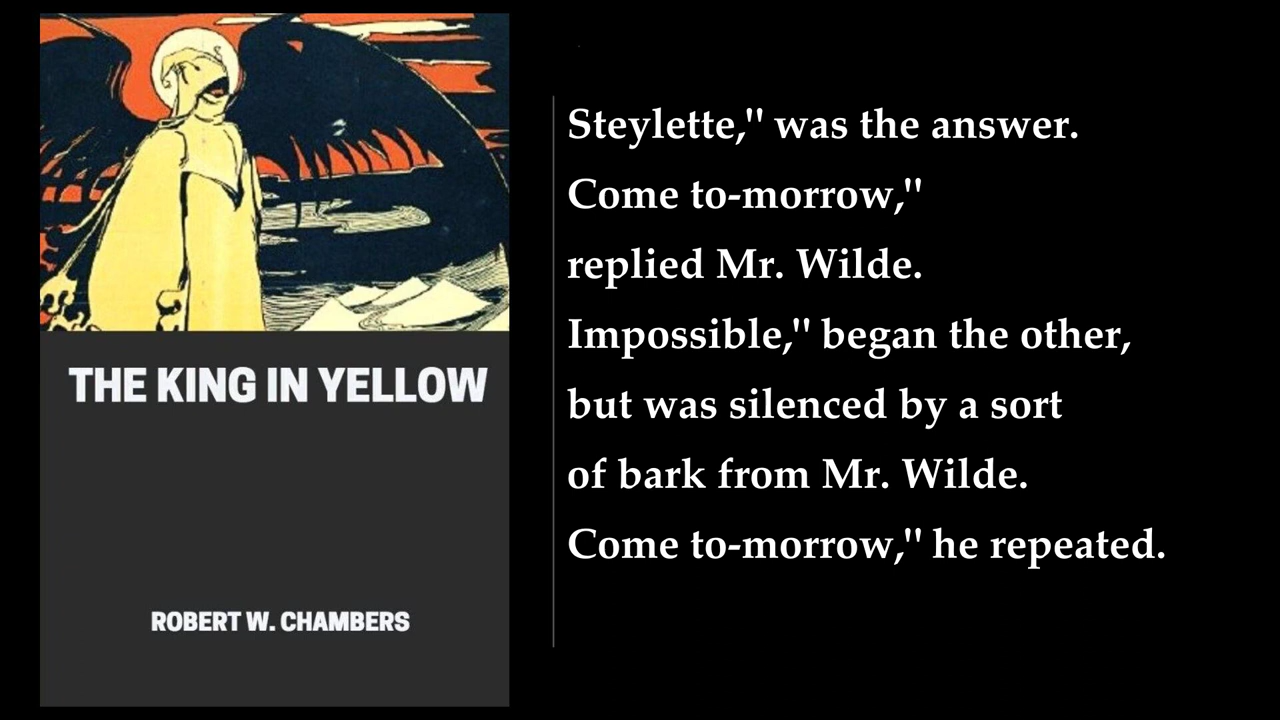 THE KING IN YELLOW
ROBERT W. CHAMBERS
Steylette," was the answer.
Come to-morrow,"
replied Mr. Wilde.
Impossible," began the other,
but was silenced by a sort
of bark from Mr. Wilde.
Come to-morrow," he repeated.